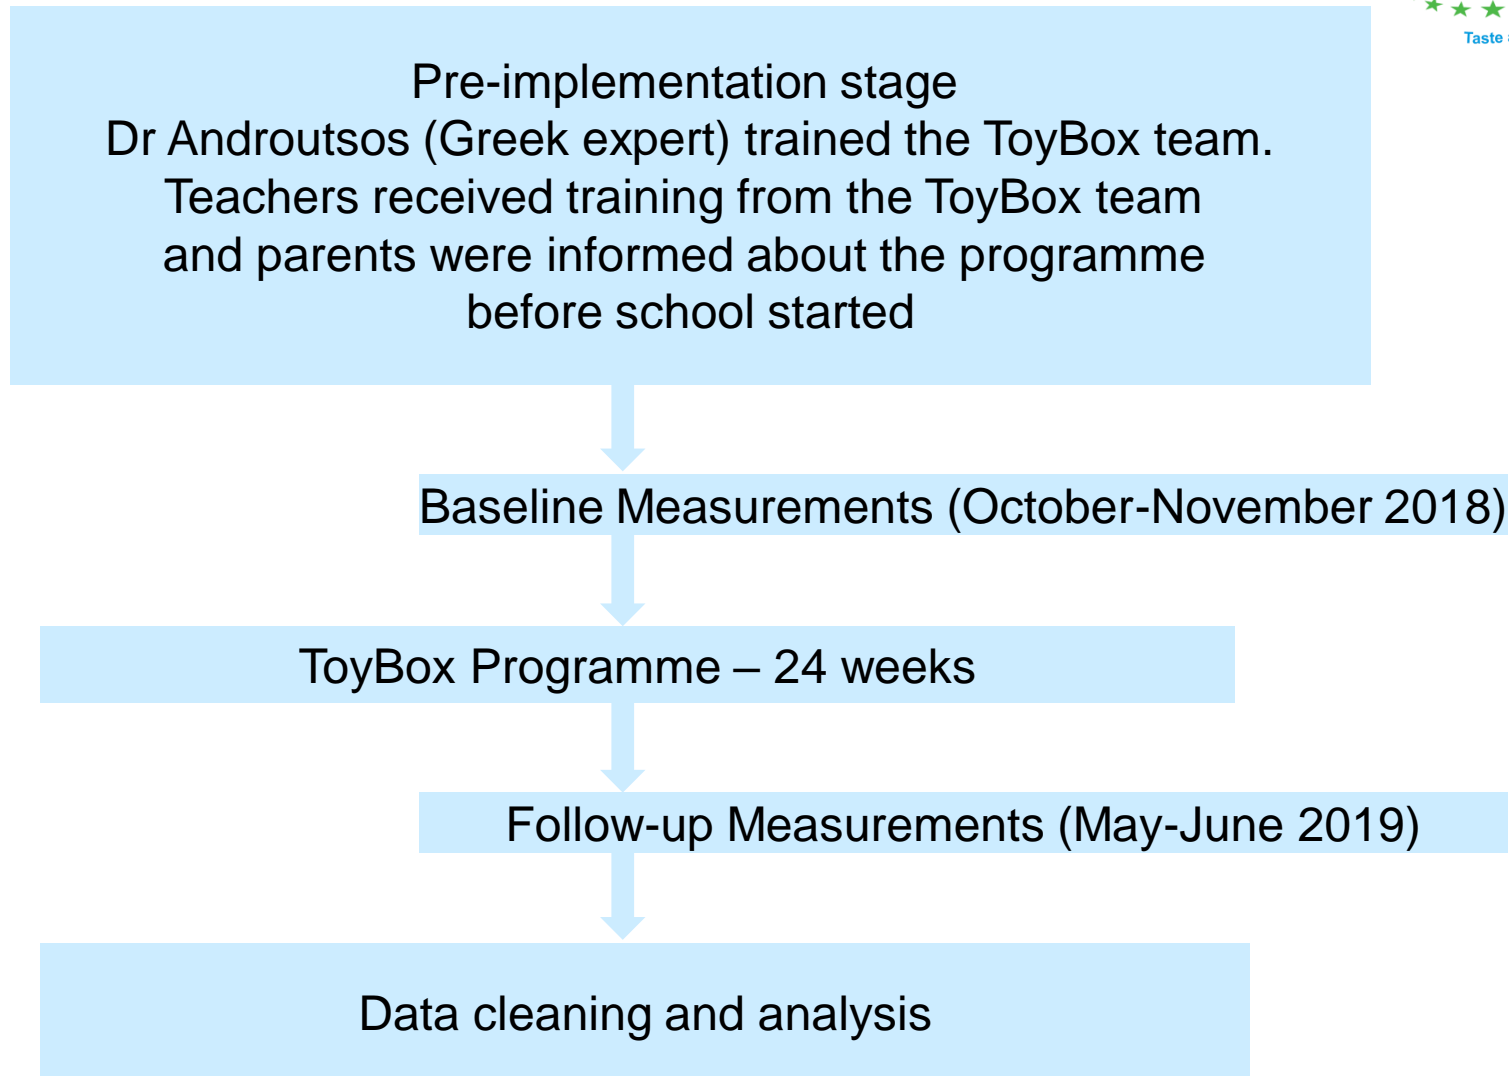 Taste
Pre-implementation stage
Dr Androutsos (Greek expert) trained the ToyBox team.
Teachers received training from the ToyBox team
and parents were informed about the programme
before school started
Baseline Measurements (October-November 2018)
ToyBox Programme – 24 weeks
Follow-up Measurements (May-June 2019)
Data cleaning and analysis